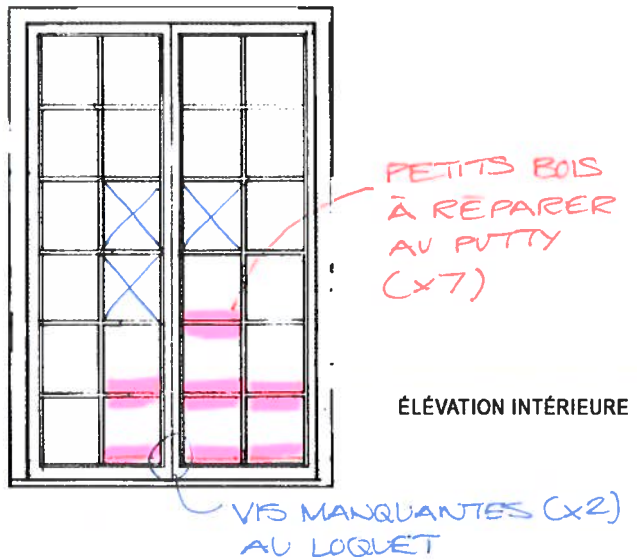 PETITS BOIS
À RÉPARER
AU PUTTY
(x7)
ÉLÉVATION INTÉRIEURE
VIS MANQUANTES (x2)
AU LOQUET